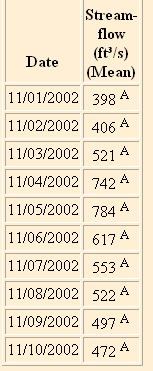 Date
Stream-
flow
(ft³/s)
(Mean)
11/01/2002 398 A
11/02/2002 406 A
11/03/2002 521 A
11/04/2002 742 A
11/05/2002 784 A
11/06/2002 617 A
11/07/2002 553 A
11/08/2002 522 A
11/09/2002 497 A
11/10/2002 472 A